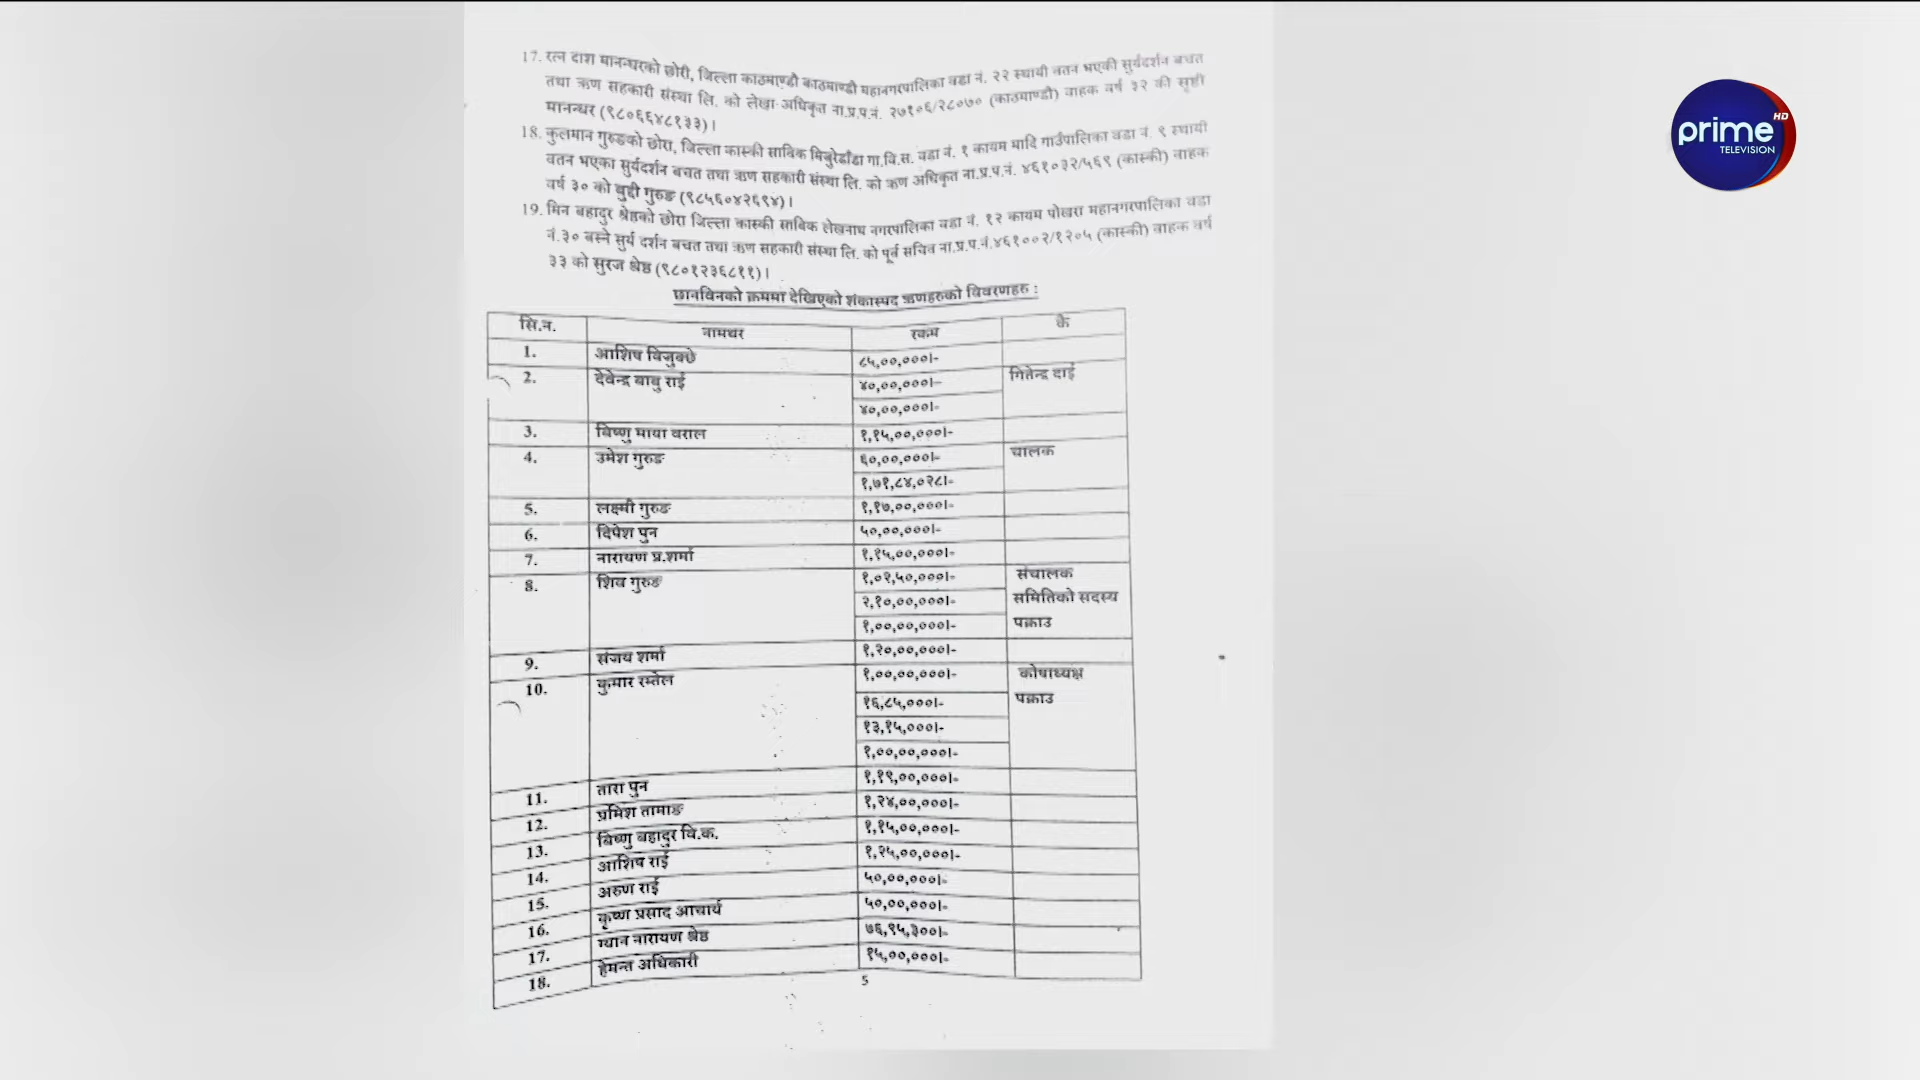 17. रत्न दाश मानन्धरको छोरी, जिल्ला काठमाण्डौ काठमाण्डौ महानगरपालिका वडा नं. २२ स्थायी वतन भएकी सुर्यदर्शन बचत
तथा ऋण सहकारी संस्था लि. को लेखा अधिकृत ना.प्र.प.नं. २७१०६/२८०७० (काठमाण्डौ) वाहक वर्ष ३२ की सृष्टी
मानन्धर (९८०६६४८१३३)।
18. कुलमान गुरुङको छोरा, जिल्ला कास्की साविक मिजुरेडाँडा गा.वि.स. वडा नं. १ कायम मादि गाउँपालिका वडा नं. ९ स्थायी
वतन भएका सुर्यदर्शन बचत तथा ऋण सहकारी संस्था लि. को ऋण अधिकृत ना.प्र.प.नं. ४६१०३२/५६९ (कास्की) वाहक
वर्ष ३० को बुद्दी गुरुङ (९८५६०४२६९४)।
19. मिन बहादुर श्रेष्ठको छोरा जिल्ला कास्की साबिक लेखनाथ नगरपालिका वडा नं. १२ कायम पोखरा महानगरपालिका वडा
नं.३० बस्ने सुर्य दर्शन बचत तथा ऋण सहकारी संस्था लि. को पूर्व सचिव ना.प्र.प.नं.४६१००२/१२०५ (कास्की) वाहक वर्ष
३३ को सुरज श्रेष्ठ (९८०१२३६८११)।
छानविनको क्रममा देखिएको शंकास्पद ऋणहरुको विवरणहरु :
सि.न. नामथर रकम कै
1. आशिष विजुक्छे ८५,००,०००।-
2. देवेन्द्र बाबु राई ४०,००,०००।- गितेन्द्र दाई
४०,००,०००।-
3. बिष्णु माया बराल १,१५,००,०००।-
4. उमेश गुरुङ ६०,००,०००।- चालक
१,७१,८४,०२८।-
5. लक्ष्मी गुरुङ १,१७,००,०००।-
6. दिपेश पुन ५०,००,०००।-
7. नारायण प्र.शर्मा १,१५,००,०००।-
8. शिव गुरुङ १,०२,५०,०००।- संचालक
२,१०,००,०००।- समितिको सदस्य
१,००,००,०००।- पक्राउ
9. संजय शर्मा १,२०,००,०००।-
10. कुमार रम्तेल १,००,००,०००।- कोषाध्यक्ष
१६,८५,०००।- पक्राउ
१३,१५,०००।-
१,००,००,०००।-
11. तारा पुन १,१९,००,०००।-
12. प्रमिश तामाङ १,२४,००,०००।-
13. बिष्णु बहादुर वि.क. १,१५,००,०००।-
14. आशिष राई १,२५,००,०००।-
15. अरुण राई ५०,००,०००।-
16. कृष्ण प्रसाद आचार्य ५०,००,०००।-
17. ग्यान नारायण श्रेष्ठ ७६,९५,३००।-
18. हेमन्त अधिकारी १५,००,०००।-
5
prime HD
TELEVISION